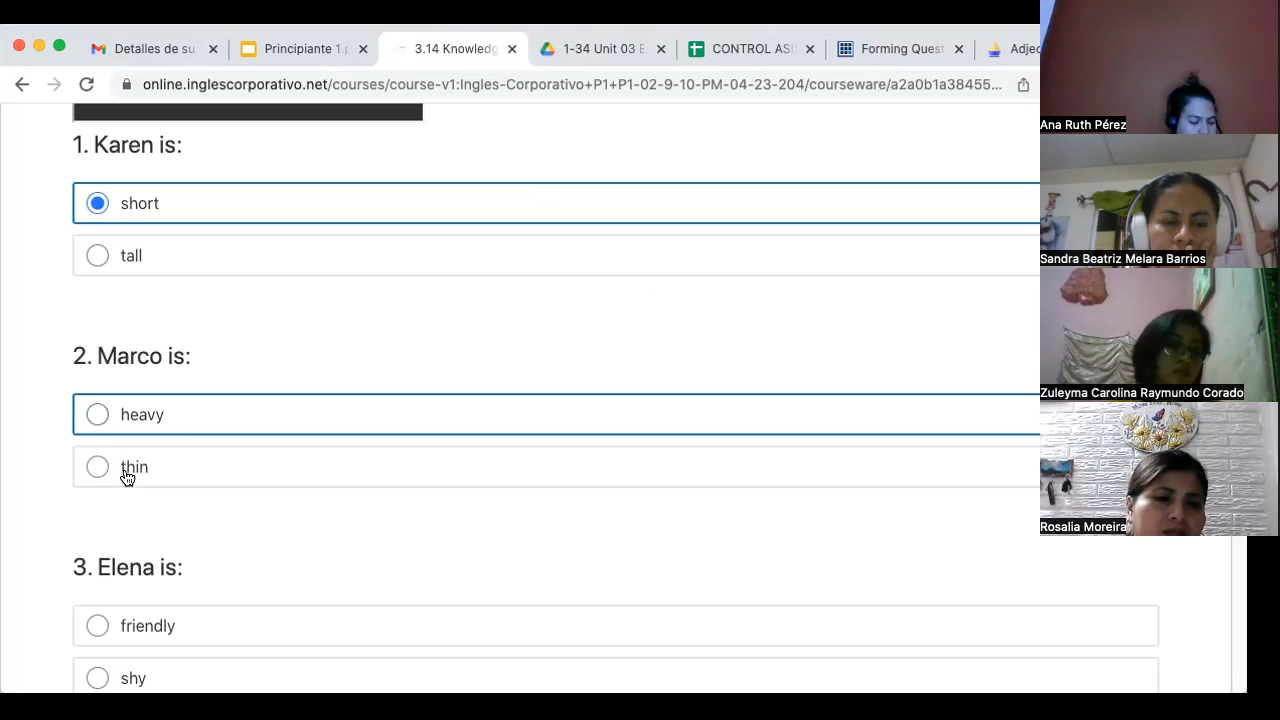 Detalles de su
Principiante 1.
3.14 Knowledg
1-34 Unit 03 E
CONTROL ASI
Forming Quest
Adjec
online.inglescorporativo.net/courses/course-v1:Ingles-Corporativo+P1+P1-02-9-10-PM-04-23-204/courseware/a2a0b1a38455...
1. Karen is:
short
tall
2. Marco is:
heavy
thin
3. Elena is:
friendly
shy
Ana Ruth Pérez
Sandra Beatriz Melara Barrios
Zuleyma Carolina Raymundo Corado
Rosalia Moreira